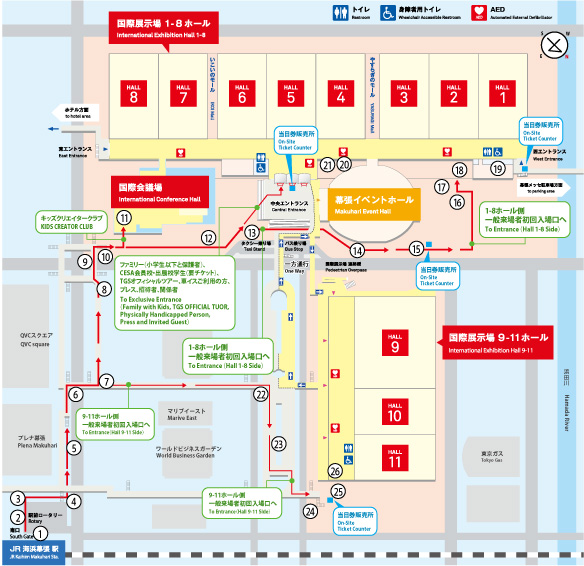 トイレ
Restroom
身障者用トイレ
Wheelchair Accessible Restroom
AED
Automated External Defibrillator
国際展示場 1-8 ホール
International Exhibition Hall 1-8
E
S
N
W
HALL
8
HALL
7
いこいのモール
HALL
6
HALL
5
HALL
4
やすらぎのモール
HALL
3
HALL
2
HALL
1
ホテル方面
to hotel area
東エントランス
East Entrance
当日券販売所
On-Site
Ticket Counter
当日券販売所
On-Site
Ticket Counter
西エントランス
West Entrance
幕張メッセ駐車場方面
to parking area
国際会議場
International Conference Hall
中央エントランス
Central Entrance
幕張イベントホール
Makuhari Event Hall
21
20
19
18
17
16
キッズクリエイタークラブ
KIDS CREATOR CLUB
11
12
13
14
15
10
9
8
タクシー乗り場
Taxi Stand
バス乗り場
Bus Stop
一方通行
One Way
Pedestrian Overpass
1-8ホール側
一般来場者初回入場口へ
To Entrance (Hall 1-8 Side)
当日券販売所
On-Site
Ticket Counter
ファミリー(小学生以下と保護者)、
CESA会員校・出展校学生(要チケット)、
TGSオフィシャルツアー、車イスご利用の方、
プレス、招待者、関係者
To Exclusive Entrance
(Family with Kids, TGS OFFICIAL TUOR,
Physically Handicapped Person,
Press and Invited Guest)
QVCスクエア
QVC square
1-8ホール側
一般来場者初回入場口へ
To Entrance (Hall 1-8 Side)
HALL
9
国際展示場 9-11 ホール
International Exhibition Hall 9-11
浜田川
Hamada River
7
6
22
9-11ホール側
一般来場者初回入場口へ
To Entrance (Hall 9-11 Side)
マリブイースト
Marive East
HALL
10
プレナ幕張
Plena Makuhari
5
23
ワールドビジネスガーデン
World Business Garden
HALL
11
東京ガス
Tokyo Gas
26
9-11ホール側
一般来場者初回入場口へ
To Entrance (Hall 9-11 Side)
25
24
当日券販売所
On-Site
Ticket Counter
3
4
2
駅前ロータリー
Rotary
南口
South Gate
1
JR 海浜幕張 駅
JR Kaihin Makuhari Sta.